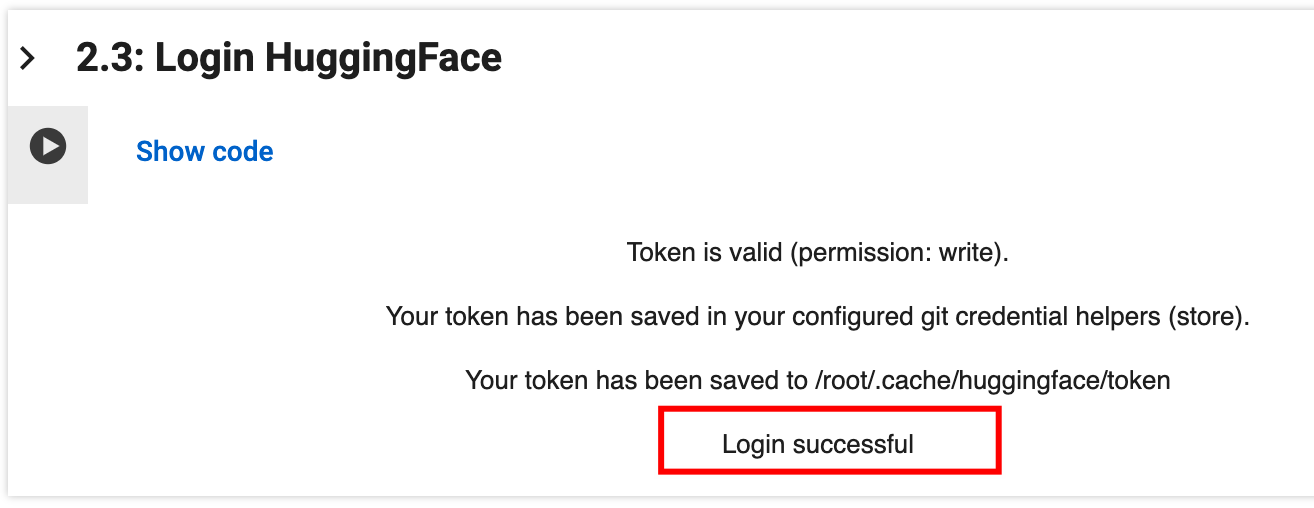 2.3: Login HuggingFace
Show code
Token is valid (permission: write).
Your token has been saved in your configured git credential helpers (store).
Your token has been saved to /root/.cache/huggingface/token
Login successful